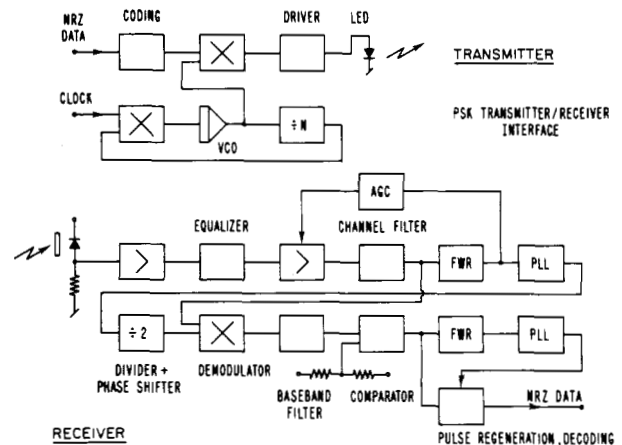 NRZ DATA
CODING
DRIVER
LED
TRANSMITTER
CLOCK
VCO
÷N
PSK TRANSMITTER/RECEIVER
INTERFACE
AGC
EQUALIZER
CHANNEL FILTER
FWR
PLL
÷2
FWR
PLL
DIVIDER +
PHASE SHIFTER
DEMODULATOR
BASEBAND
FILTER
COMPARATOR
NRZ DATA
PULSE REGENERATION, DECODING
RECEIVER